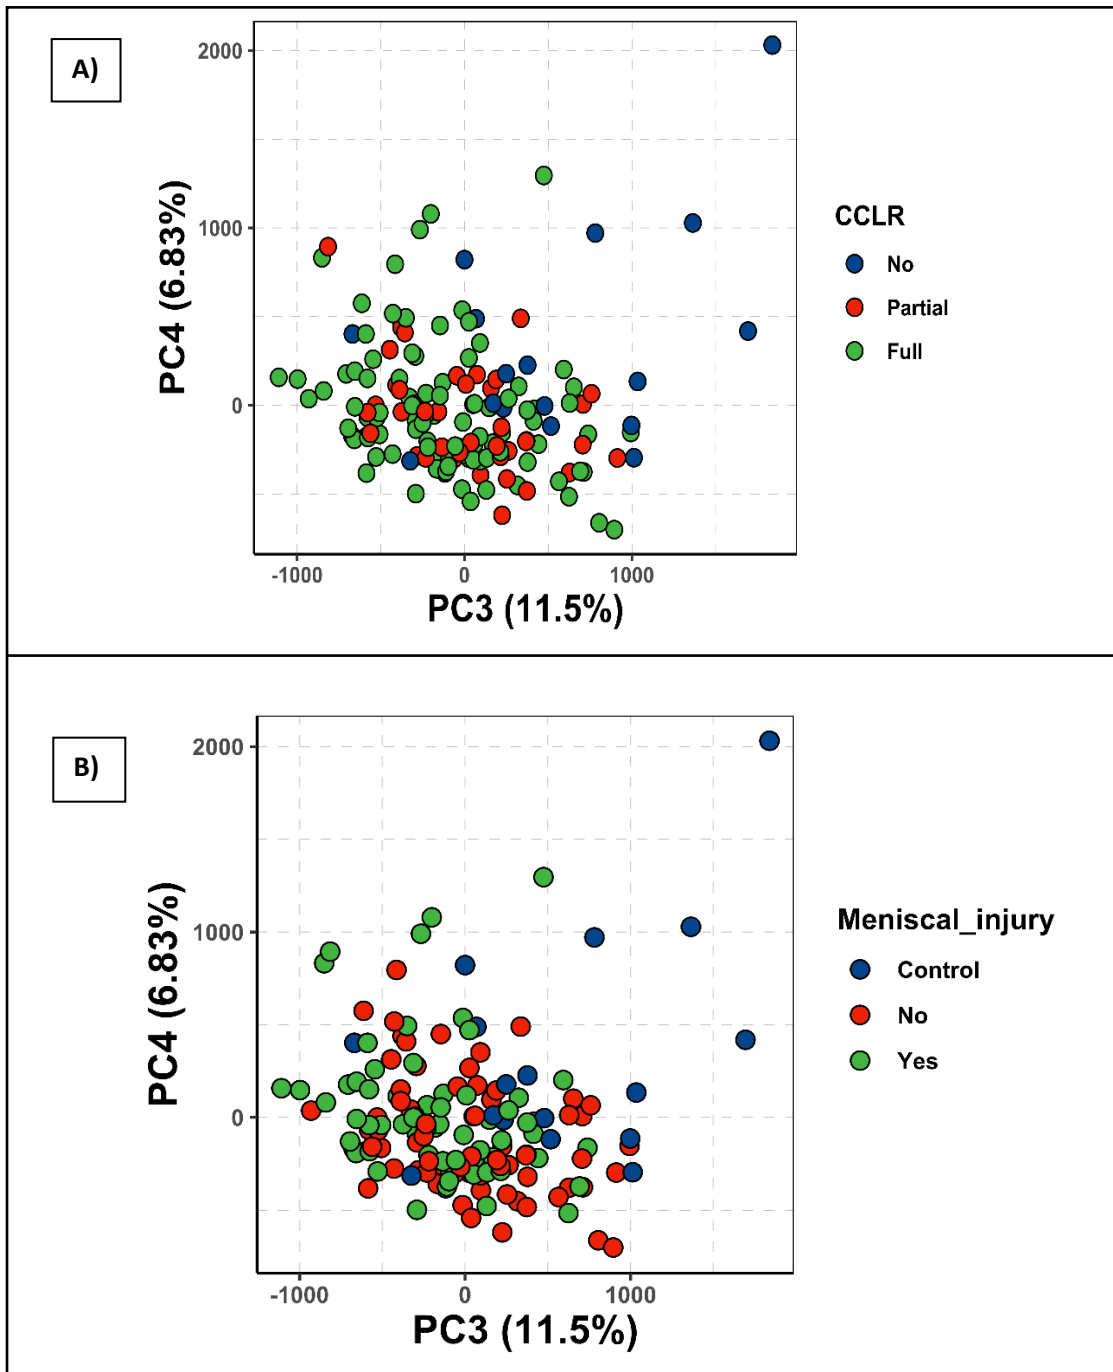 A)
2000
1000
0
PC4 (6.83%)
-1000 0 1000
PC3 (11.5%)
CCLR
No
Partial
Full
B)
2000
1000
0
PC4 (6.83%)
-1000 0 1000
PC3 (11.5%)
Meniscal_injury
Control
No
Yes